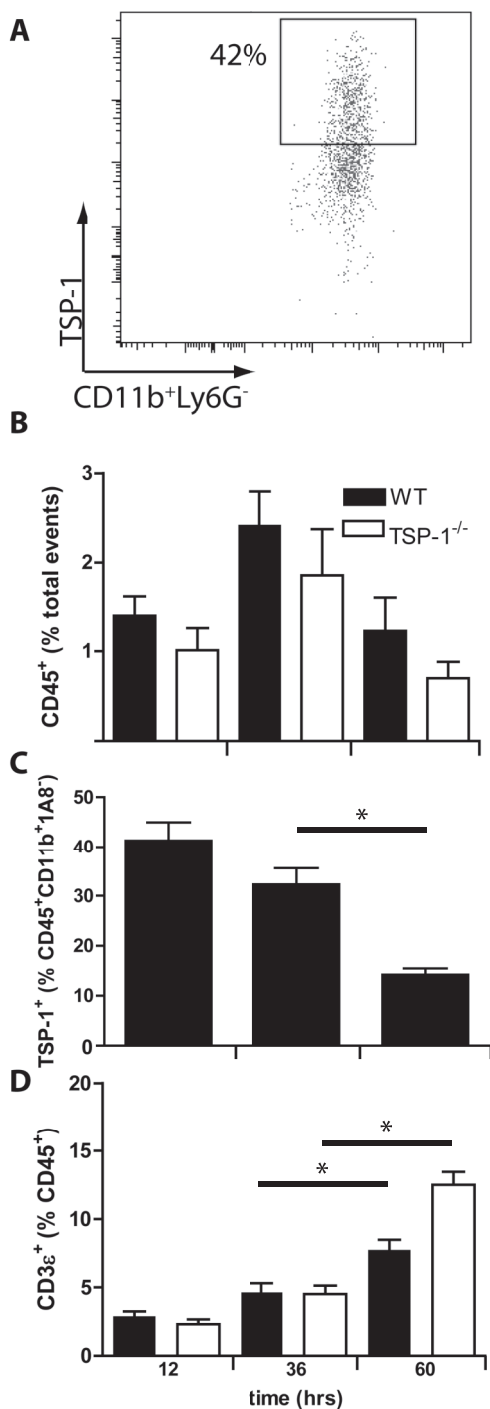 A
42%
TSP-1
CD11b⁺Ly6G⁻
B
3
2
1
CD45⁺ (% total events)
WT
TSP-1⁻/⁻
C
50
40
30
20
10
0
TSP-1⁺ (% CD45⁺CD11b⁺1A8⁻)
*
D
20
15
10
5
0
CD3ε⁺ (% CD45⁺)
*
*
12 36 60
time (hrs)